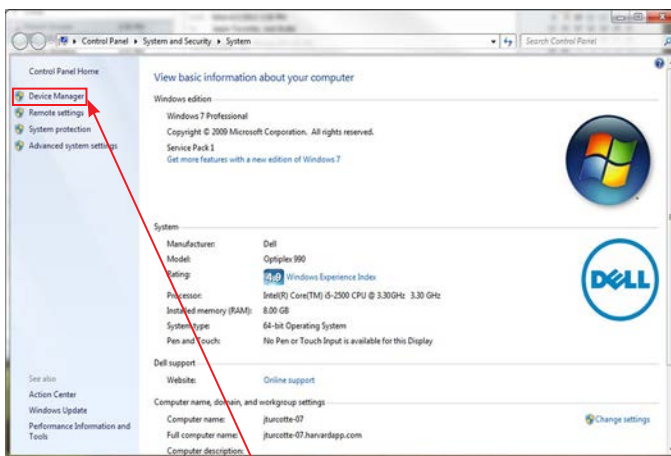 Control Panel ▸ System and Security ▸ System
Search Control Panel
Control Panel Home
Device Manager
Remote settings
System protection
Advanced system settings
See also
Action Center
Windows Update
Performance Information and
Tools
View basic information about your computer
Windows edition
Windows 7 Professional
Copyright © 2009 Microsoft Corporation. All rights reserved.
Service Pack 1
Get more features with a new edition of Windows 7
System
Manufacturer: Dell
Model: Optiplex 990
Rating: 4.9 Windows Experience Index
Processor: Intel(R) Core(TM) i5-2500 CPU @ 3.30GHz 3.30 GHz
Installed memory (RAM): 8.00 GB
System type: 64-bit Operating System
Pen and Touch: No Pen or Touch Input is available for this Display
DELL
Dell support
Website: Online support
Computer name, domain, and workgroup settings
Computer name: jturcotte-07
Change settings
Full computer name: jturcotte-07.harvardapp.com
Computer description: